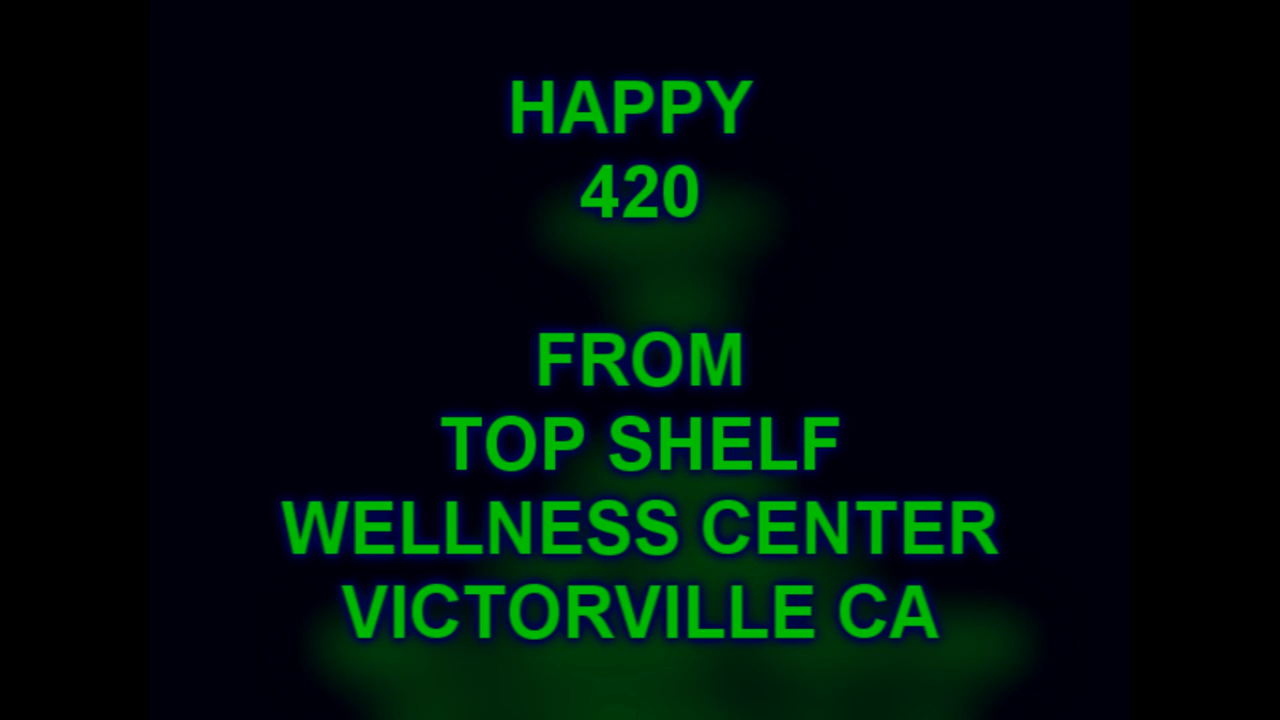 HAPPY
420
FROM
TOP SHELF
WELLNESS CENTER
VICTORVILLE CA